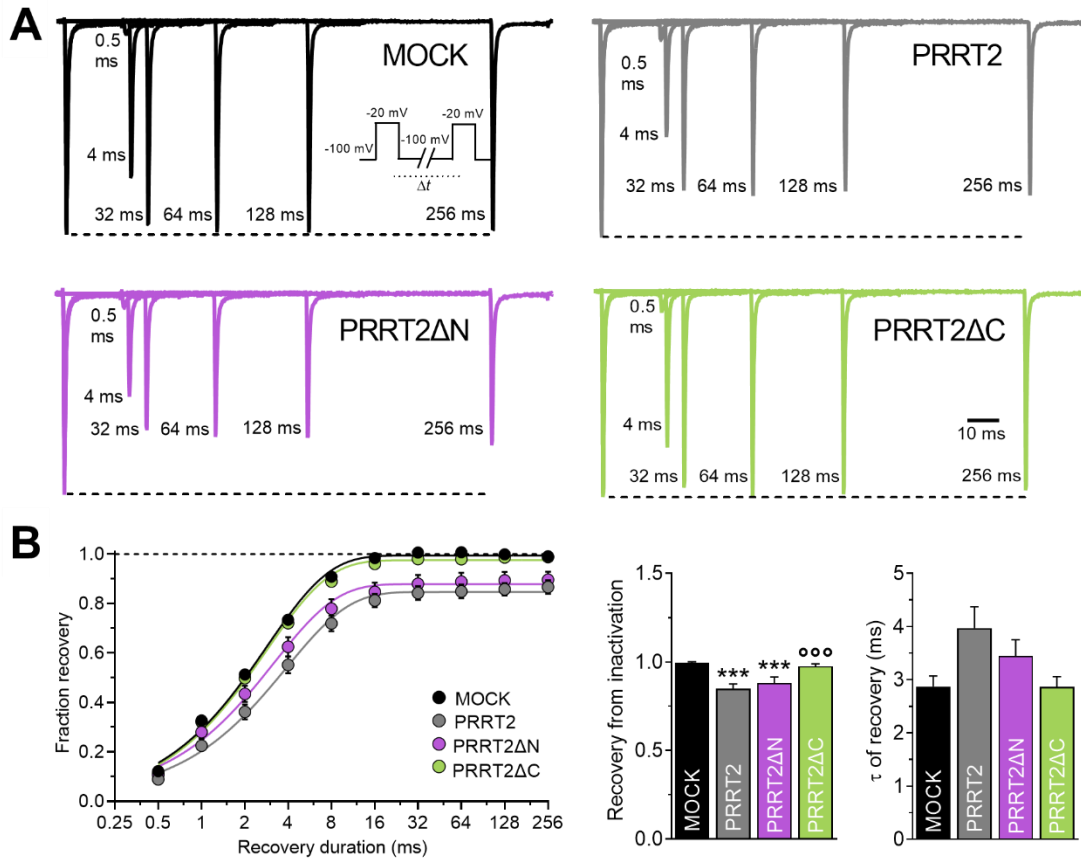 A
MOCK
0.5
ms
4 ms
32 ms
64 ms
128 ms
256 ms
-20 mV
-20 mV
-100 mV
-100 mV
Δt
PRRT2
0.5
ms
4 ms
32 ms
64 ms
128 ms
256 ms
PRRT2ΔN
0.5
ms
4 ms
32 ms
64 ms
128 ms
256 ms
PRRT2ΔC
0.5
ms
4 ms
32 ms
64 ms
128 ms
256 ms
10 ms
B
Fraction recovery
1.0
0.8
0.6
0.4
0.2
0.0
0.25 0.5 1 2 4 8 16 32 64 128 256
Recovery duration (ms)
MOCK
PRRT2
PRRT2ΔN
PRRT2ΔC
Recovery from inactivation
1.5
1.0
0.5
0.0
*** *** °°°
MOCK
PRRT2
PRRT2ΔN
PRRT2ΔC
τ of recovery (ms)
5
4
3
2
1
0
MOCK
PRRT2
PRRT2ΔN
PRRT2ΔC